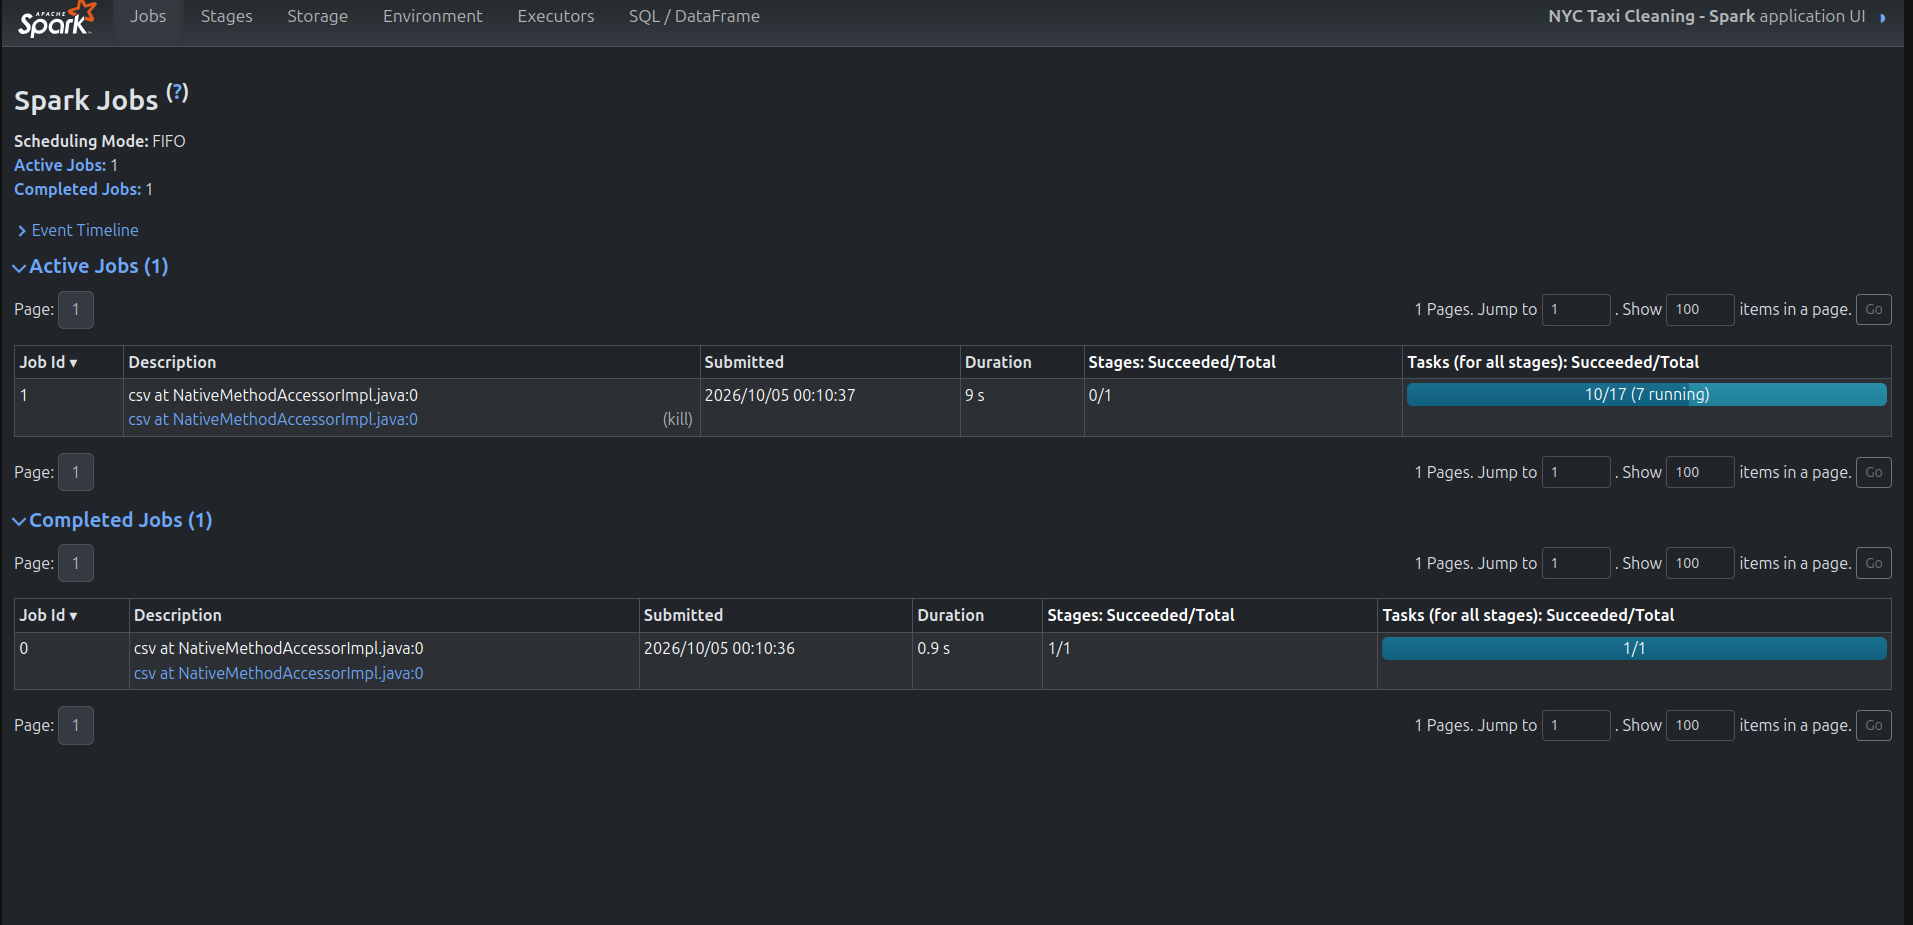 APACHE Spark™ Jobs Stages Storage Environment Executors SQL / DataFrame NYC Taxi Cleaning - Spark application UI
Spark Jobs (?)
Scheduling Mode: FIFO
Active Jobs: 1
Completed Jobs: 1
Event Timeline
Active Jobs (1)
Page: 1 1 Pages. Jump to 1 . Show 100 items in a page. Go
Job Id ▾ Description Submitted Duration Stages: Succeeded/Total Tasks (for all stages): Succeeded/Total
1 csv at NativeMethodAccessorImpl.java:0 2026/10/05 00:10:37 9 s 0/1 10/17 (7 running)
csv at NativeMethodAccessorImpl.java:0 (kill)
Page: 1 1 Pages. Jump to 1 . Show 100 items in a page. Go
Completed Jobs (1)
Page: 1 1 Pages. Jump to 1 . Show 100 items in a page. Go
Job Id ▾ Description Submitted Duration Stages: Succeeded/Total Tasks (for all stages): Succeeded/Total
0 csv at NativeMethodAccessorImpl.java:0 2026/10/05 00:10:36 0.9 s 1/1 1/1
csv at NativeMethodAccessorImpl.java:0
Page: 1 1 Pages. Jump to 1 . Show 100 items in a page. Go